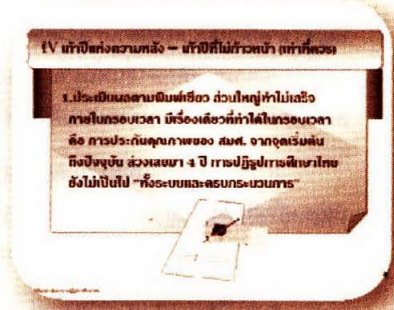 IV เก้าปีแห่งความหลัง – เก้าปีที่ไม่ก้าวหน้า (เท่าที่ควร)
1.ประเมินผลตามพิมพ์เขียว ส่วนใหญ่ทำไม่เสร็จ
ภายในกรอบเวลา มีเรื่องเดียวที่ทำได้ในกรอบเวลา
คือ การประกันคุณภาพของ สมศ. จากจุดเริ่มต้น
ถึงปัจจุบัน ล่วงเลยมา 4 ปี การปฏิรูปการศึกษาไทย
ยังไม่เป็นไป "ทั้งระบบและครบกระบวนการ"